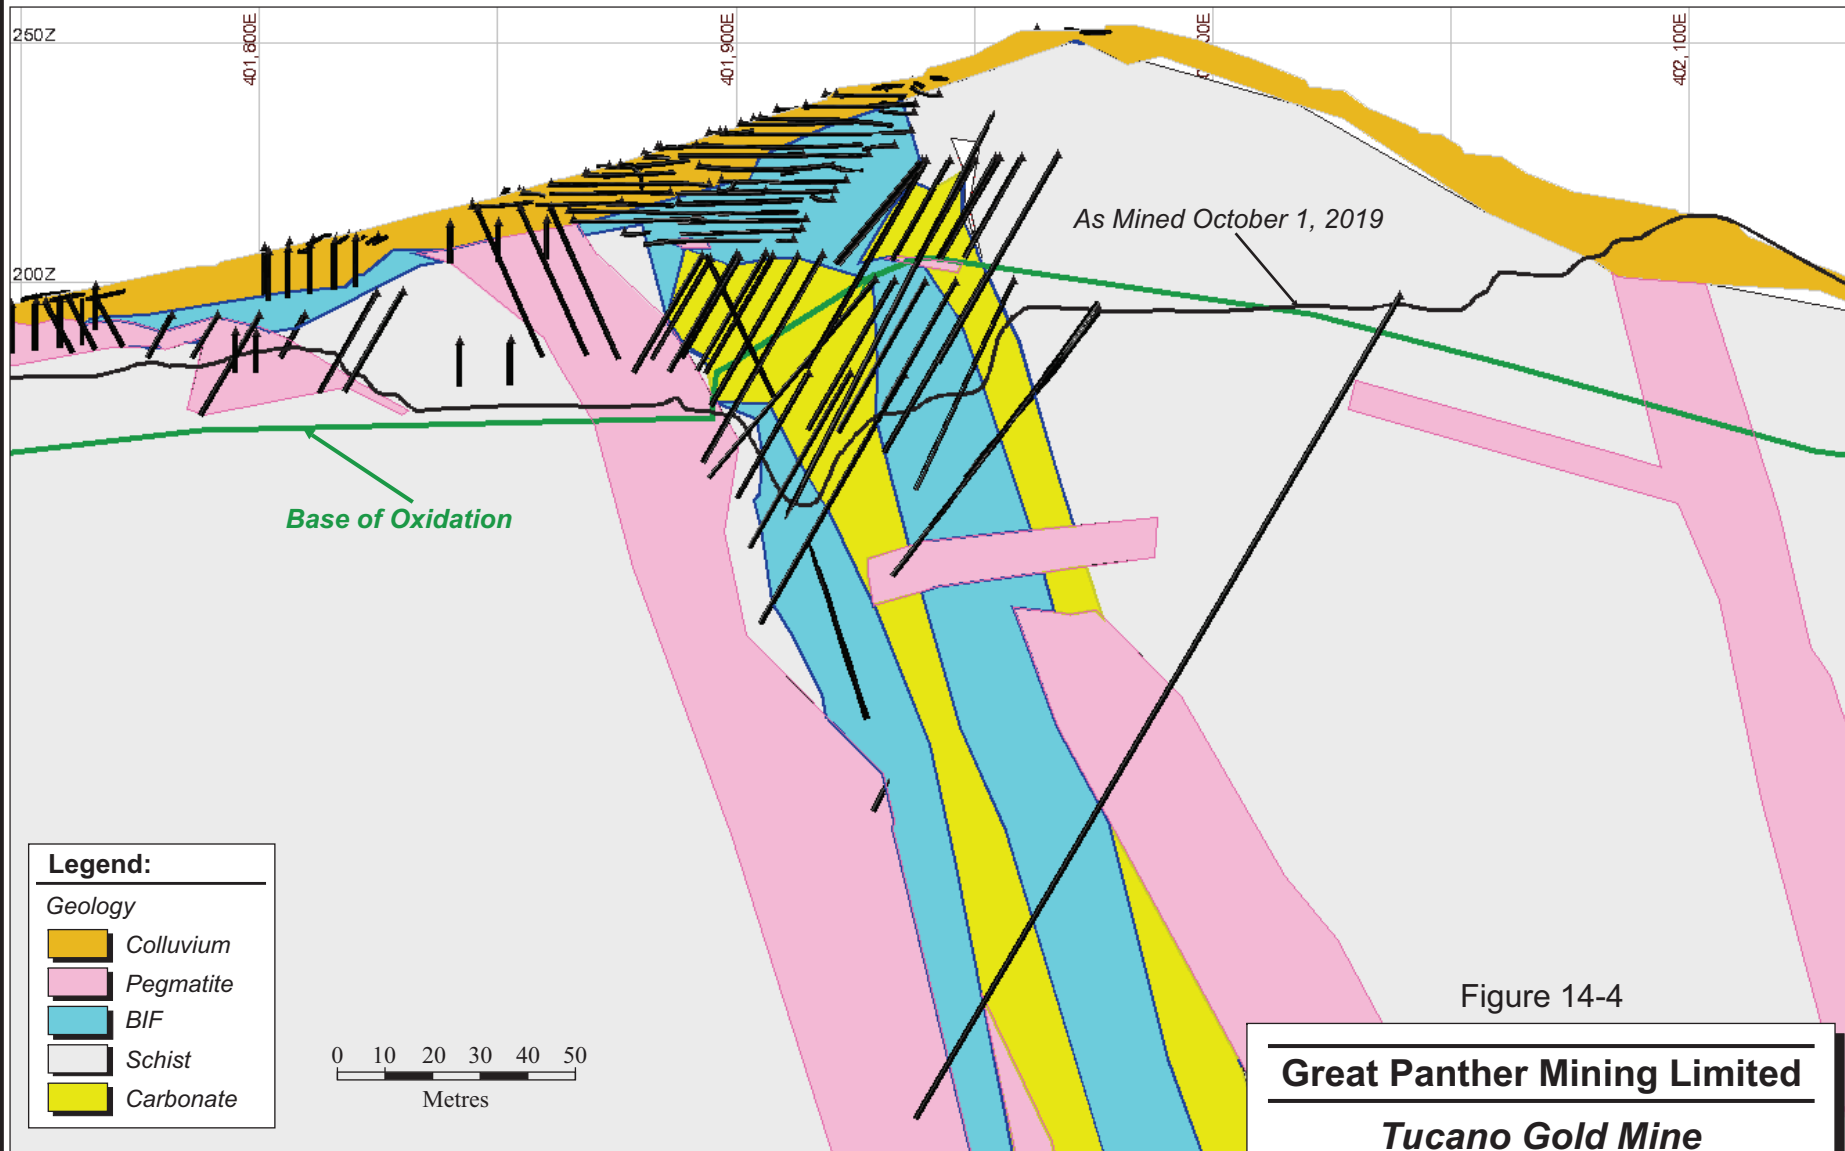 250Z
401,800E
401,900E
00E
402,100E
As Mined October 1, 2019
200Z
Base of Oxidation
Legend:
Geology
Colluvium
Pegmatite
BIF
Schist
Carbonate
0 10 20 30 40 50
Metres
Figure 14-4
Great Panther Mining Limited
Tucano Gold Mine